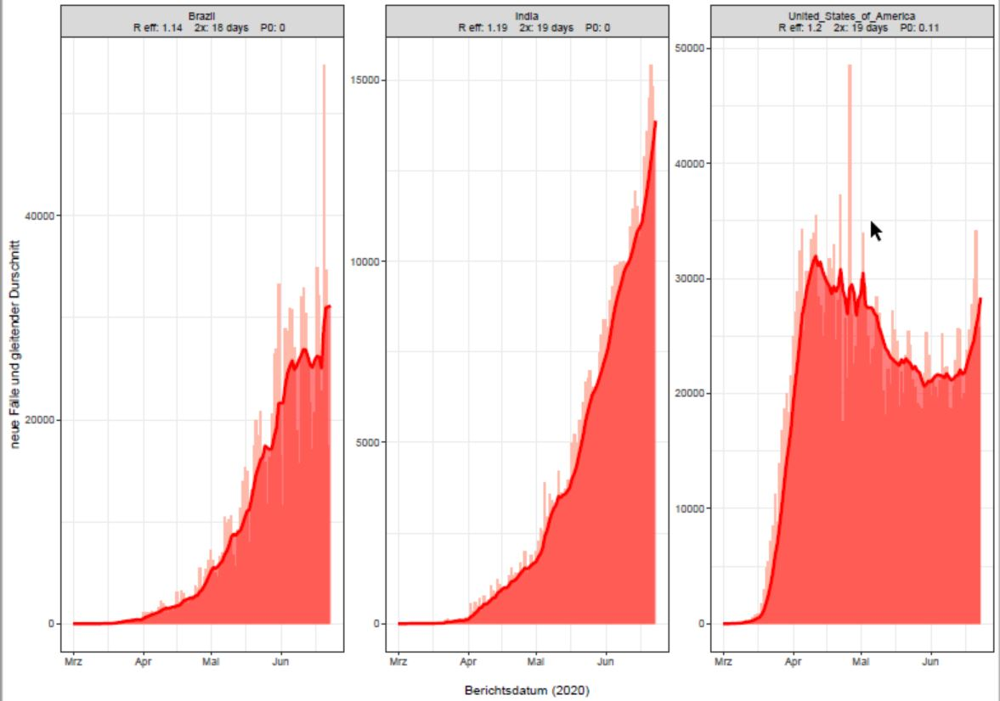 Brazil
R eff: 1.14 2x: 18 days P0: 0
India
R eff: 1.19 2x: 19 days P0: 0
United_States_of_America
R eff: 1.2 2x: 19 days P0: 0.11
neue Fälle und gleitender Durschnitt
40000
20000
0
Mrz Apr Mai Jun
15000
10000
5000
0
Mrz Apr Mai Jun
50000
40000
30000
20000
10000
0
Mrz Apr Mai Jun
Berichtsdatum (2020)